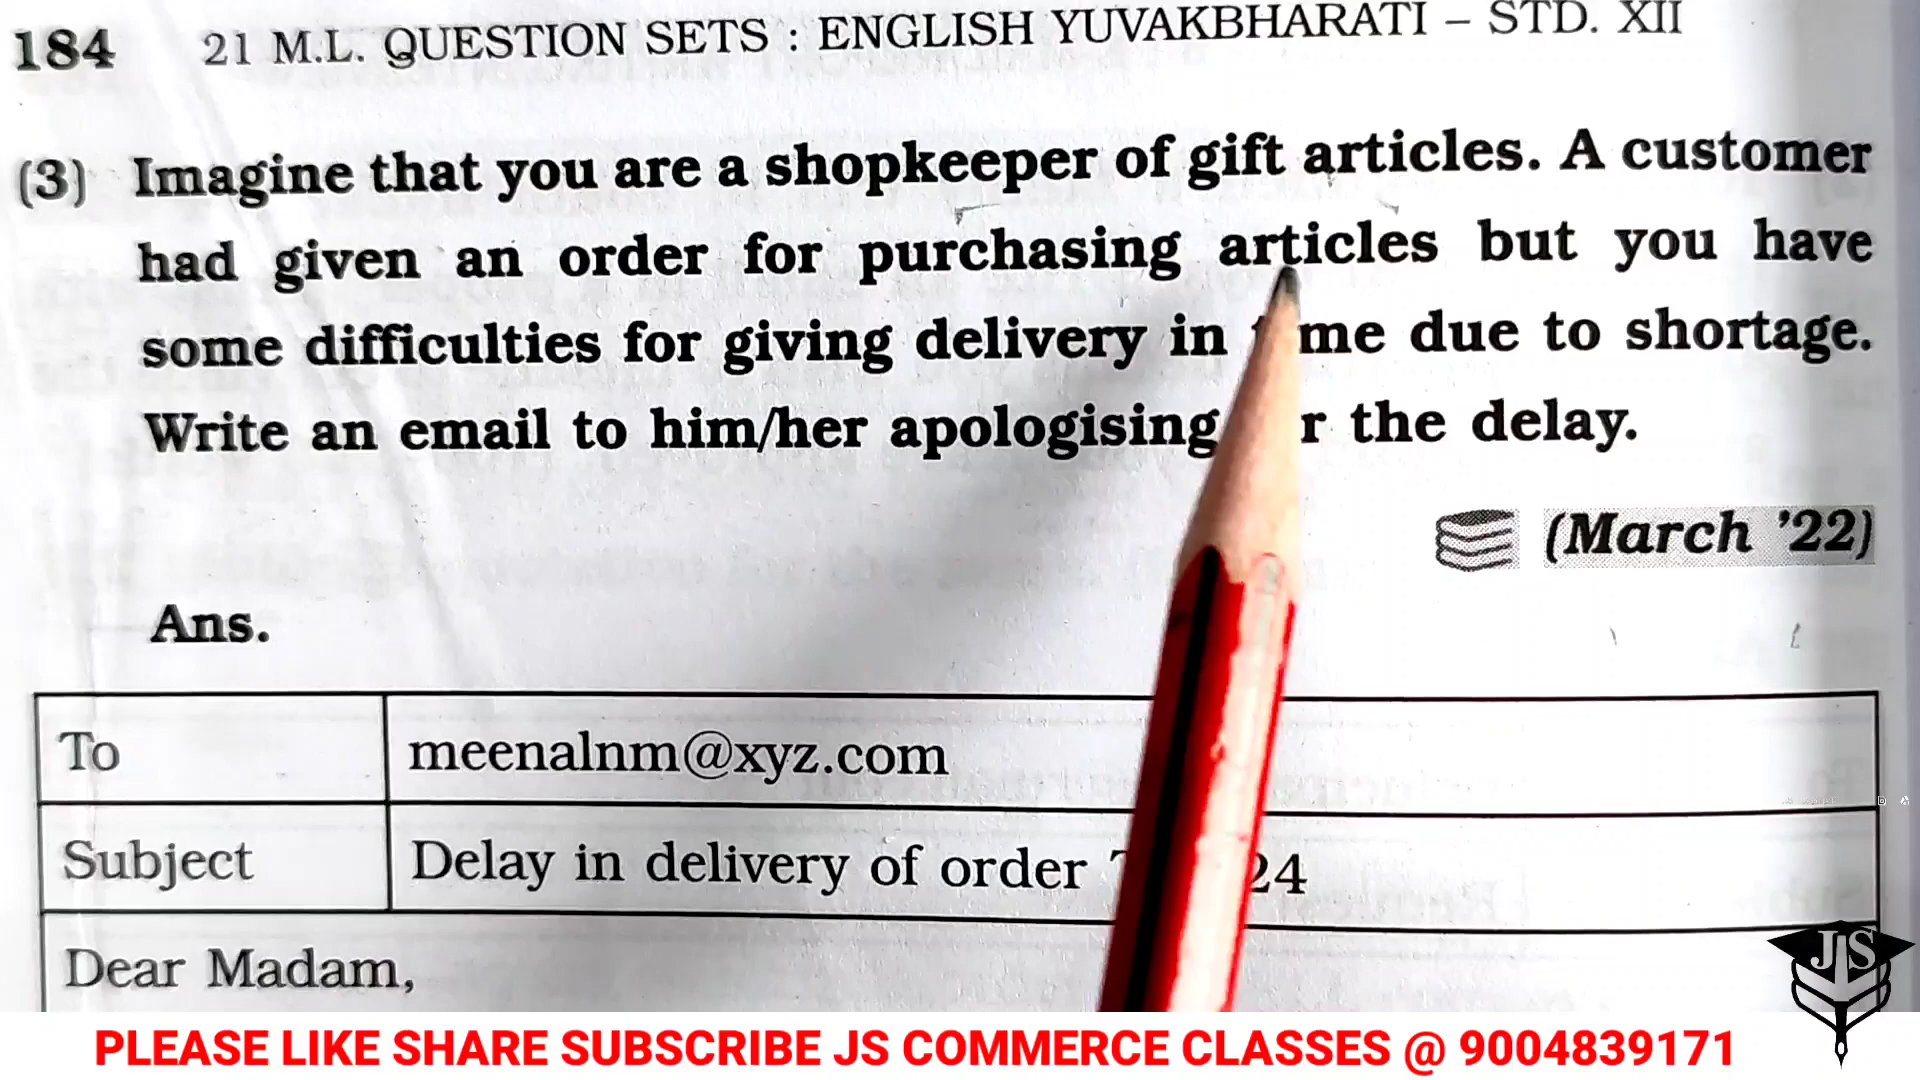 184 21 M.L. QUESTION SETS : ENGLISH YUVAKBHARATI – STD. XII
(3) Imagine that you are a shopkeeper of gift articles. A customer
had given an order for purchasing articles but you have
some difficulties for giving delivery in me due to shortage.
Write an email to him/her apologising r the delay.
(March '22)
Ans.
To meenalnm@xyz.com
Subject Delay in delivery of order 24
Dear Madam,
JS
PLEASE LIKE SHARE SUBSCRIBE JS COMMERCE CLASSES @ 9004839171